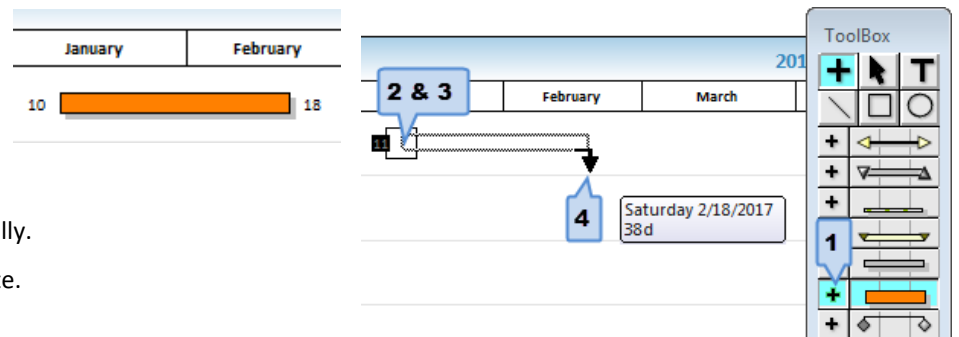 January February
10 18
lly.
te.
201
2 & 3 February March
11
4
Saturday 2/18/2017
38d
ToolBox
T
1